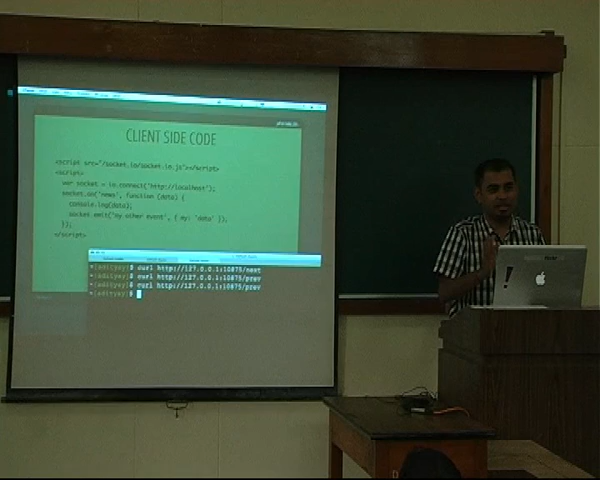 CLIENT SIDE CODE
<script src="/socket.io/socket.io.js"></script>
<script>
var socket = io.connect('http://localhost');
socket.on('news', function (data) {
console.log(data);
socket.emit('my other event', { my: 'data' });
});
</script>
curl http://127.0.0.1:10875/next
curl http://127.0.0.1:10875/prev
curl http://127.0.0.1:10875/prev
$